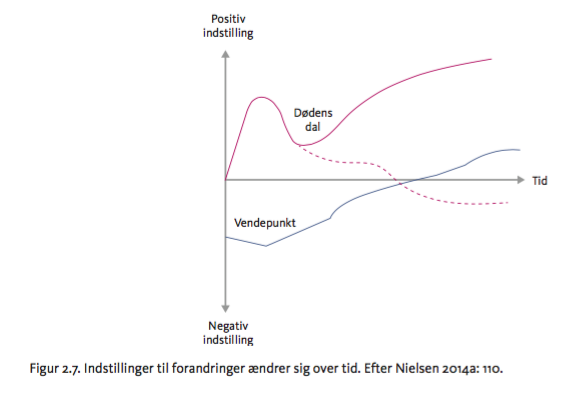 Positiv
indstilling
Dødens
dal
Tid
Vendepunkt
Negativ
indstilling
Figur 2.7. Indstillinger til forandringer ændrer sig over tid. Efter Nielsen 2014a: 110.